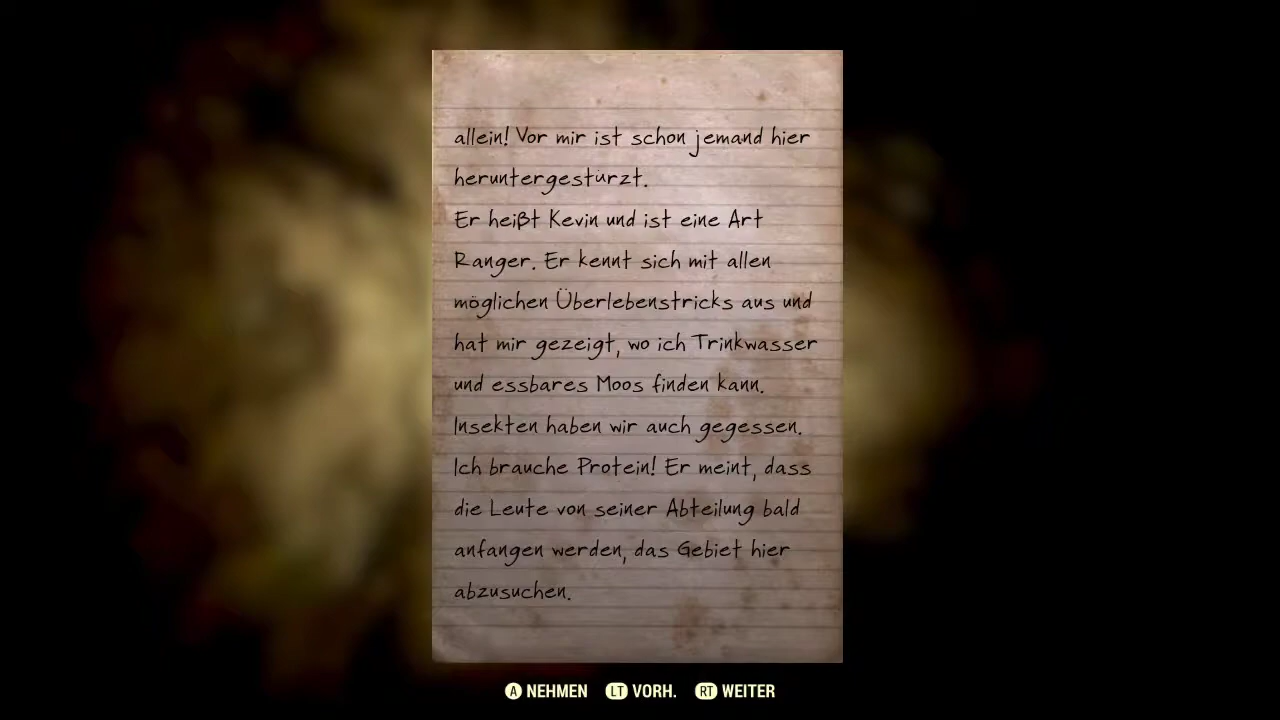 allein! Vor mir ist schon jemand hier
heruntergestürzt.
Er heißt Kevin und ist eine Art
Ranger. Er kennt sich mit allen
möglichen Überlebenstricks aus und
hat mir gezeigt, wo ich Trinkwasser
und essbares Moos finden kann.
Insekten haben wir auch gegessen.
Ich brauche Protein! Er meint, dass
die Leute von seiner Abteilung bald
anfangen werden, das Gebiet hier
abzusuchen.
A NEHMEN LT VORH. RT WEITER